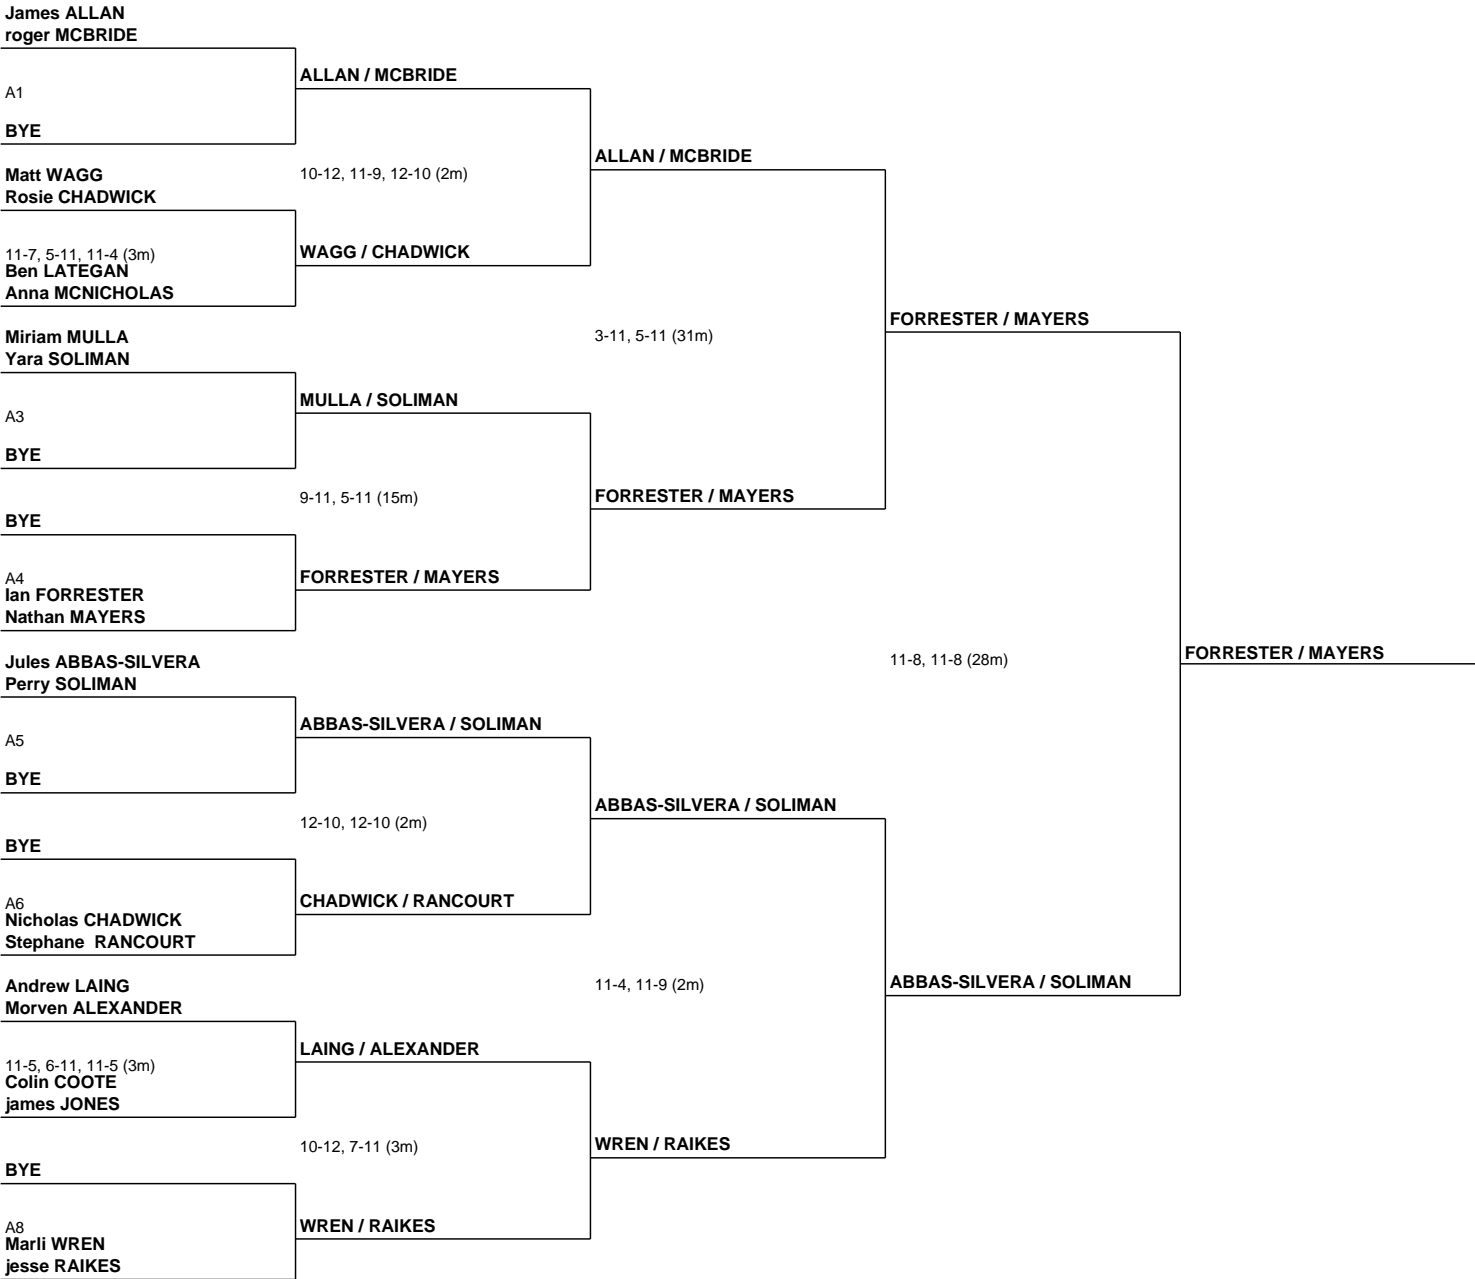 James ALLAN
roger MCBRIDE
A1
BYE
Matt WAGG
Rosie CHADWICK
11-7, 5-11, 11-4 (3m)
Ben LATEGAN
Anna MCNICHOLAS
Miriam MULLA
Yara SOLIMAN
A3
BYE
BYE
A4
Ian FORRESTER
Nathan MAYERS
Jules ABBAS-SILVERA
Perry SOLIMAN
A5
BYE
BYE
A6
Nicholas CHADWICK
Stephane  RANCOURT
Andrew LAING
Morven ALEXANDER
11-5, 6-11, 11-5 (3m)
Colin COOTE
james JONES
BYE
A8
Marli WREN
jesse RAIKES
ALLAN / MCBRIDE
10-12, 11-9, 12-10 (2m)
WAGG / CHADWICK
MULLA / SOLIMAN
9-11, 5-11 (15m)
FORRESTER / MAYERS
ABBAS-SILVERA / SOLIMAN
12-10, 12-10 (2m)
CHADWICK / RANCOURT
LAING / ALEXANDER
10-12, 7-11 (3m)
WREN / RAIKES
ALLAN / MCBRIDE
3-11, 5-11 (31m)
FORRESTER / MAYERS
ABBAS-SILVERA / SOLIMAN
11-4, 11-9 (2m)
WREN / RAIKES
FORRESTER / MAYERS
11-8, 11-8 (28m)
ABBAS-SILVERA / SOLIMAN
FORRESTER / MAYERS